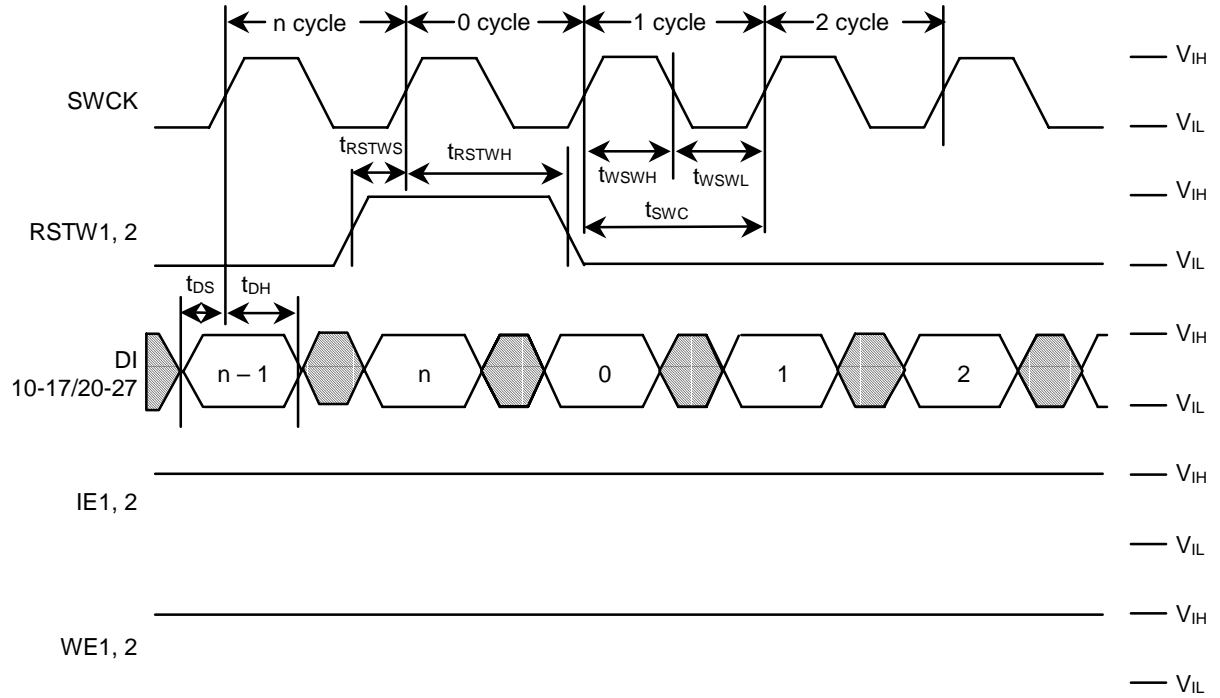 n cycle 0 cycle 1 cycle 2 cycle
SWCK
VIH
VIL
tRSTWS tRSTWH tWSWH tWSWL
tSWC
RSTW1, 2
VIH
VIL
tDS tDH
DI
10-17/20-27
n – 1 n 0 1 2
VIH
VIL
IE1, 2
VIH
VIL
WE1, 2
VIH
VIL